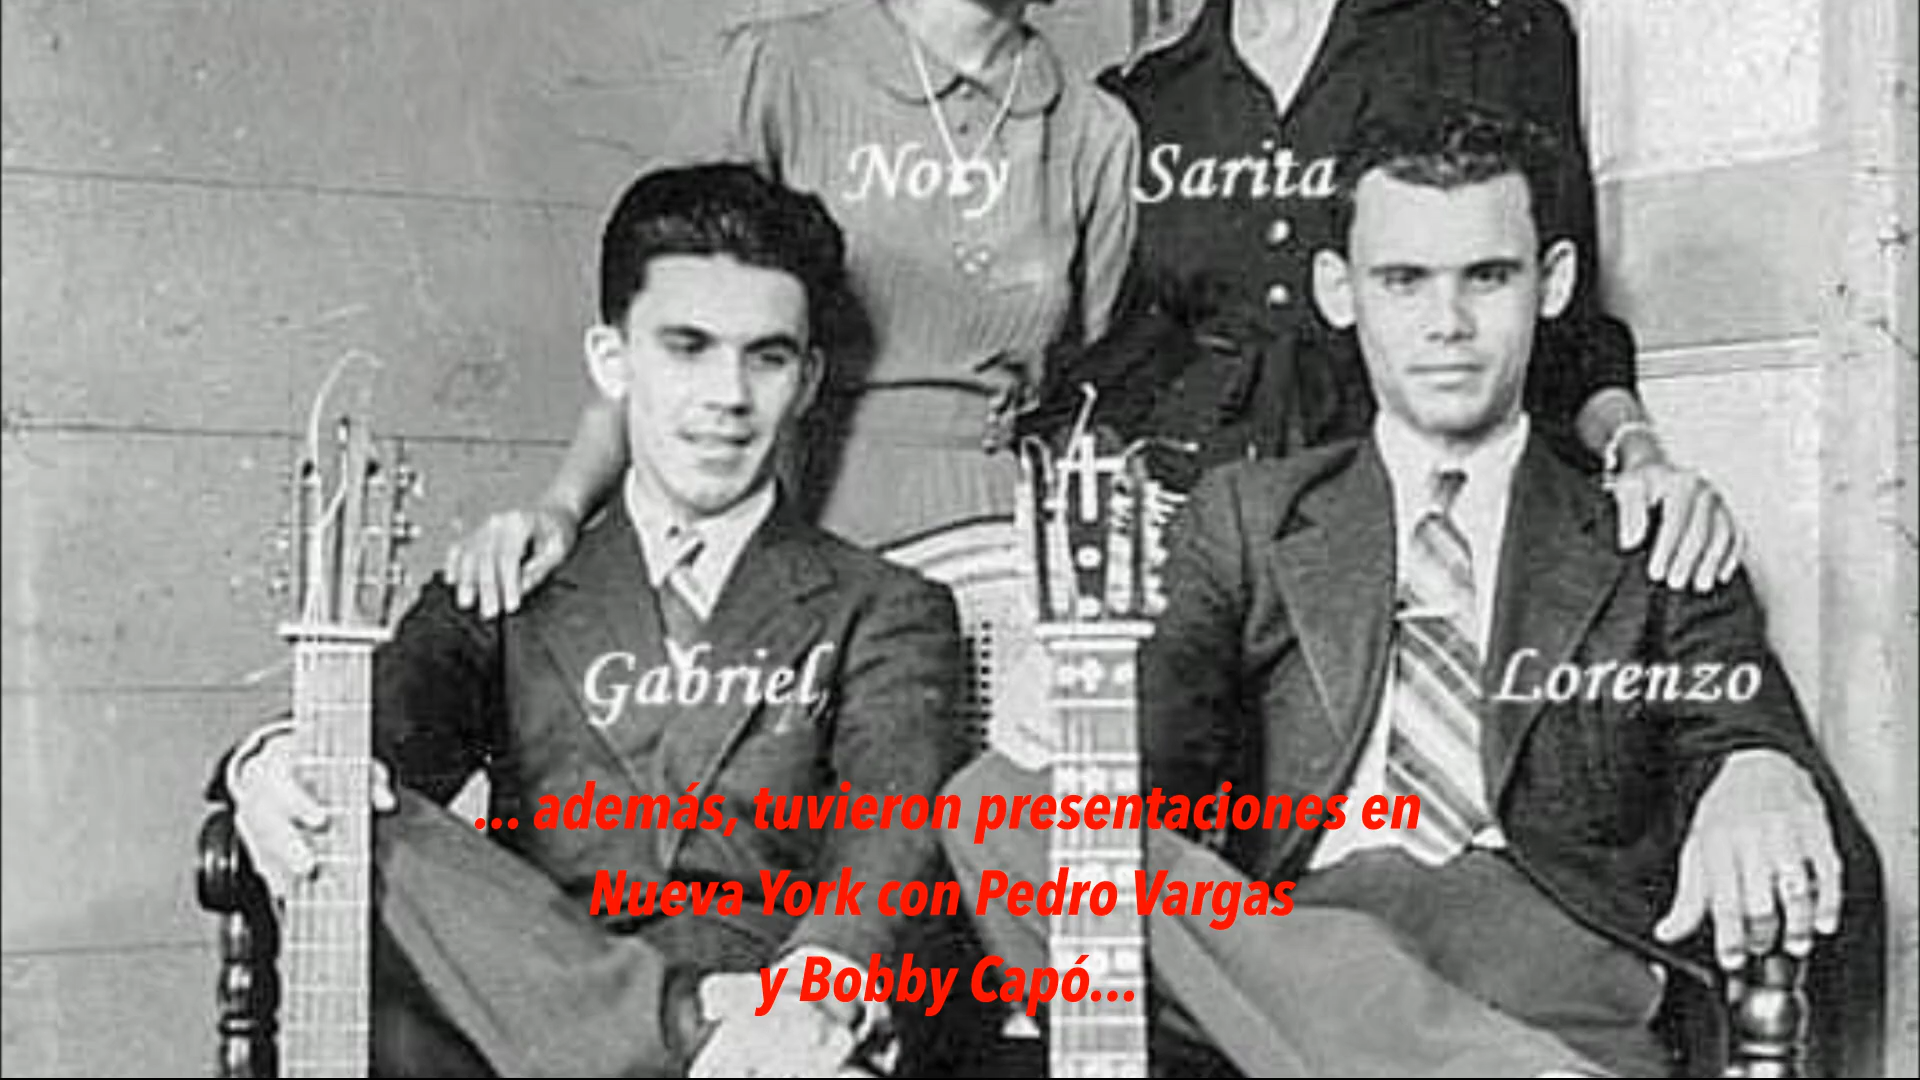 Nory Sarita
Gabriel
Lorenzo
... además, tuvieron presentaciones en
Nueva York con Pedro Vargas
y Bobby Capó...